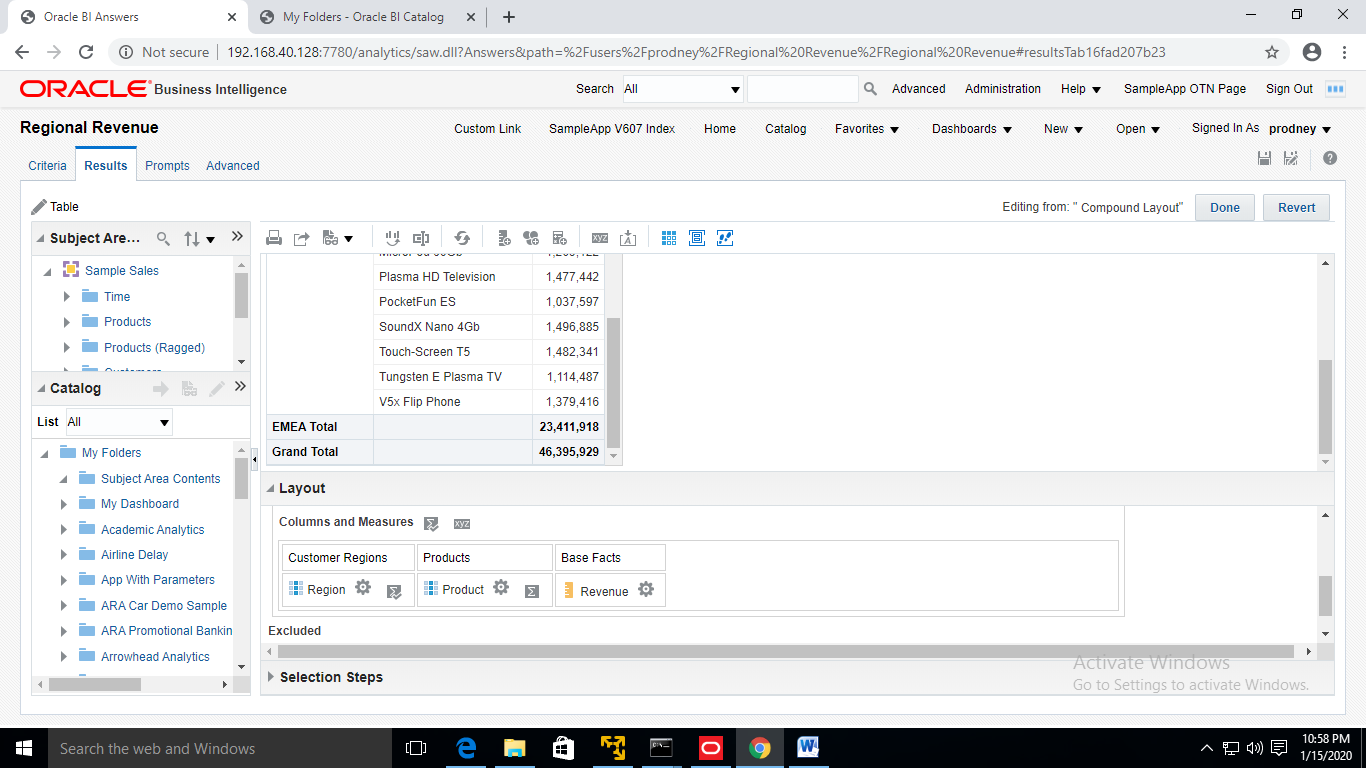 Oracle BI Answers
My Folders - Oracle BI Catalog
Not secure 192.168.40.128:7780/analytics/saw.dll?Answers&path=%2Fusers%2Fprodney%2FRegional%20Revenue%2FRegional%20Revenue#resultsTab16fad207b23
ORACLE Business Intelligence
Search All Advanced Administration Help SampleApp OTN Page Sign Out
Regional Revenue
Custom Link SampleApp V607 Index Home Catalog Favorites Dashboards New Open Signed In As prodney
Criteria Results Prompts Advanced
Table
Editing from: " Compound Layout" Done Revert
Subject Are...
Sample Sales
Time
Products
Products (Ragged)
Customers
Catalog
List All
My Folders
Subject Area Contents
My Dashboard
Academic Analytics
Airline Delay
App With Parameters
ARA Car Demo Sample
ARA Promotional Bankin
Arrowhead Analytics
xyz
Plasma HD Television 1,477,442
PocketFun ES 1,037,597
SoundX Nano 4Gb 1,496,885
Touch-Screen T5 1,482,341
Tungsten E Plasma TV 1,114,487
V5x Flip Phone 1,379,416
EMEA Total 23,411,918
Grand Total 46,395,929
Layout
Columns and Measures xyz
Customer Regions Products Base Facts
Region Product Revenue
Excluded
Selection Steps
Activate Windows
Go to Settings to activate Windows.
Search the web and Windows
10:58 PM
1/15/2020